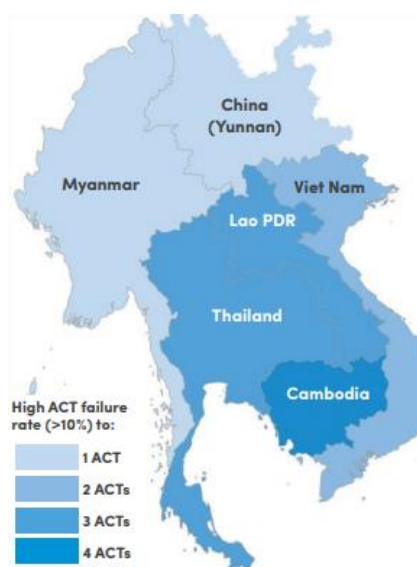 China
(Yunnan)
Myanmar
Viet Nam
Lao PDR
Thailand
Cambodia
High ACT failure
rate (>10%) to:
1 ACT
2 ACTs
3 ACTs
4 ACTs